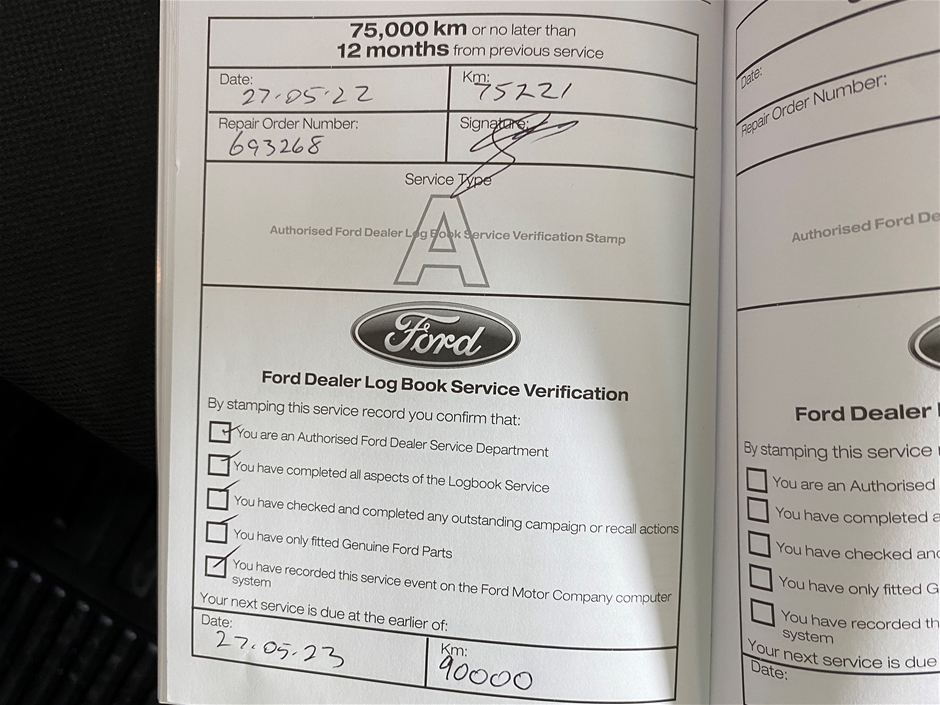 75,000 km or no later than
12 months from previous service
Date:
27.05.22
Km:
75221
Repair Order Number:
693268
Signature:
Service Type
A
Authorised Ford Dealer Log Book Service Verification Stamp
Ford
Ford Dealer Log Book Service Verification
By stamping this service record you confirm that:
You are an Authorised Ford Dealer Service Department
You have completed all aspects of the Logbook Service
You have checked and completed any outstanding campaign or recall actions
You have only fitted Genuine Ford Parts
You have recorded this service event on the Ford Motor Company computer
system
Your next service is due at the earlier of:
Date:
27.05.23
Km:
90000
Date:
Repair Order Number:
Authorised Ford De
Ford Dealer
By stamping this service
You are an Authorised
You have completed a
You have checked and
You have only fitted G
You have recorded th
system
Your next service is due
Date: